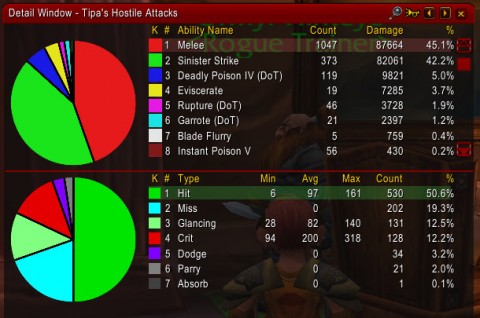 Detail Window - Tipa's Hostile Attacks
Rogue Trainer
K # Ability Name Count Damage %
1 Melee 1047 87664 45.1%
2 Sinister Strike 373 82061 42.2%
3 Deadly Poison IV (DoT) 119 9821 5.0%
4 Eviscerate 19 7285 3.7%
5 Rupture (DoT) 46 3728 1.9%
6 Garrote (DoT) 21 2397 1.2%
7 Blade Flurry 5 759 0.4%
8 Instant Poison V 56 430 0.2%
K # Type Min Avg Max Count %
1 Hit 6 97 161 530 50.6%
2 Miss 0 202 19.3%
3 Glancing 28 82 140 131 12.5%
4 Crit 94 200 318 128 12.2%
5 Dodge 0 34 3.2%
6 Parry 0 21 2.0%
7 Absorb 0 1 0.1%